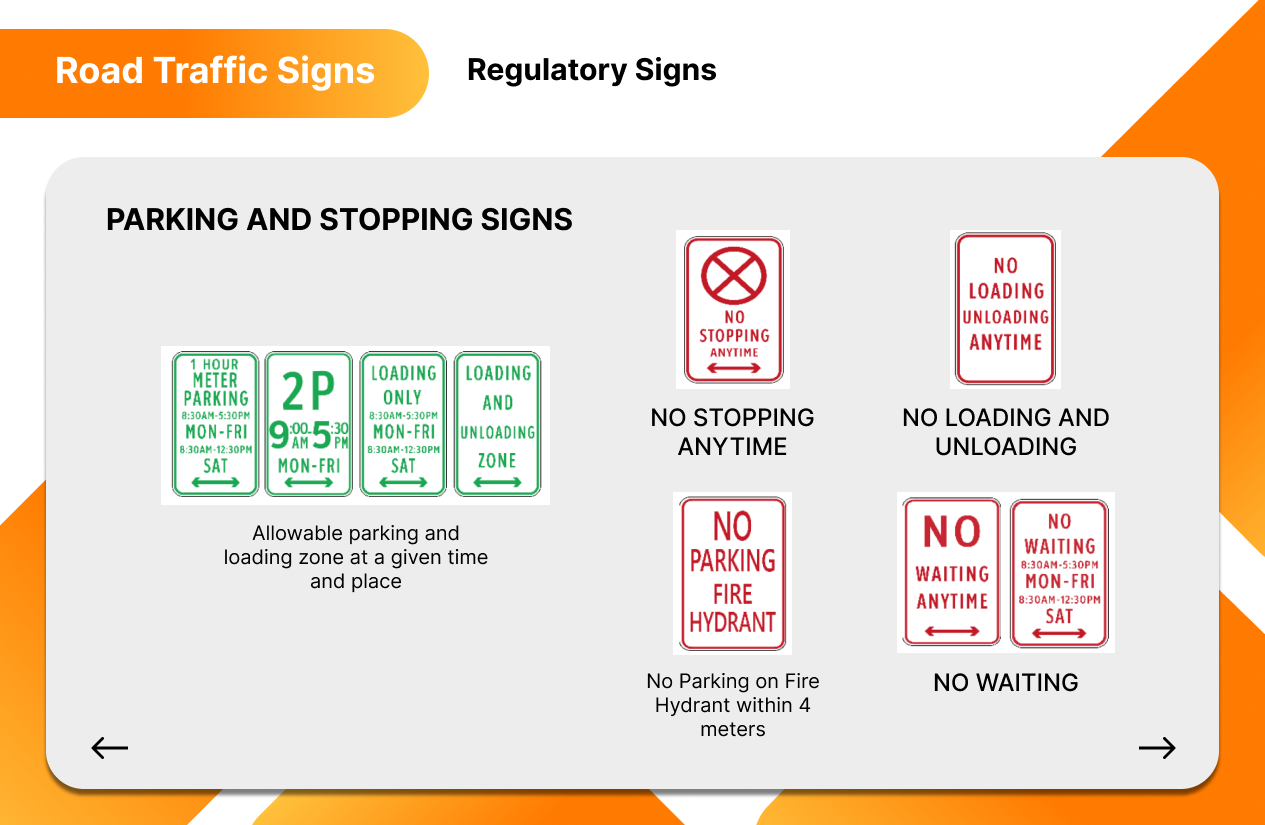 Road Traffic Signs
Regulatory Signs
PARKING AND STOPPING SIGNS
1 HOUR
METER
PARKING
8:30AM-5:30PM
MON-FRI
8:30AM-12:30PM
SAT
2P
9:00AM-5:30PM
MON-FRI
LOADING
ONLY
8:30AM-5:30PM
MON-FRI
8:30AM-12:30PM
SAT
LOADING
AND
UNLOADING
ZONE
Allowable parking and
loading zone at a given time
and place
NO
STOPPING
ANYTIME
NO STOPPING
ANYTIME
NO
LOADING
UNLOADING
ANYTIME
NO LOADING AND
UNLOADING
NO
PARKING
FIRE
HYDRANT
No Parking on Fire
Hydrant within 4
meters
NO
WAITING
ANYTIME
NO
WAITING
8:30AM-5:30PM
MON-FRI
8:30AM-12:30PM
SAT
NO WAITING